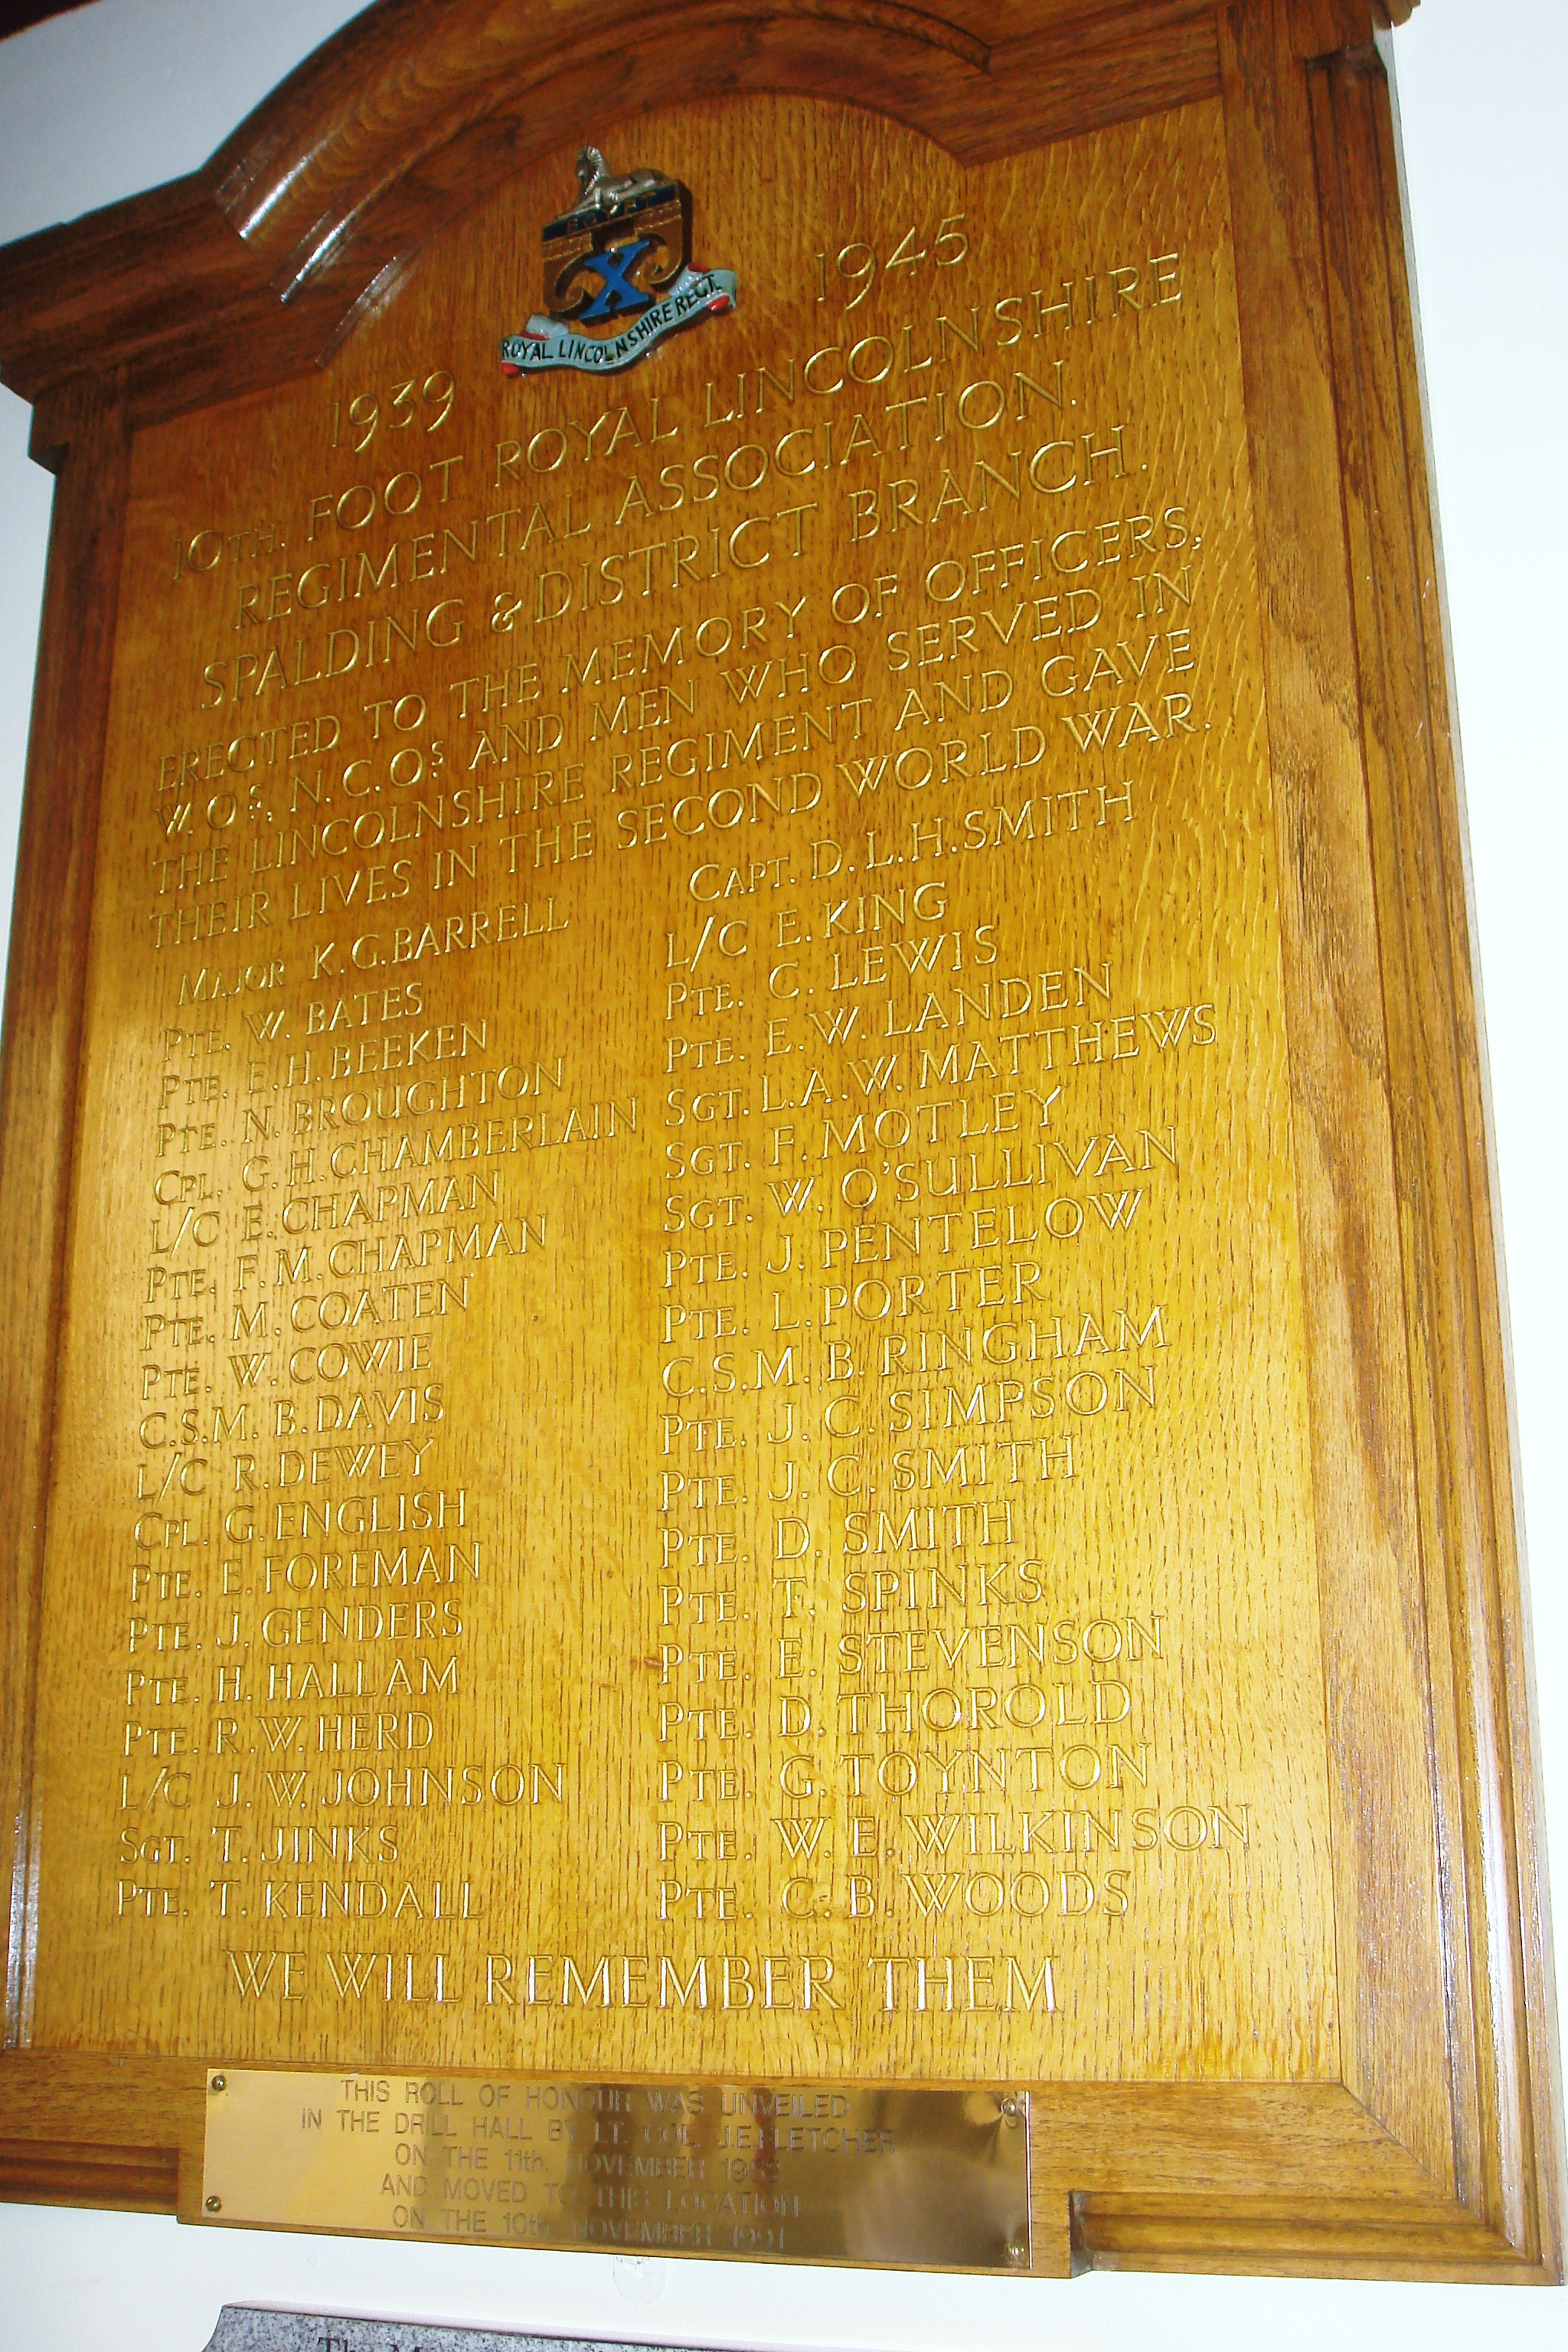 EGYPT
X
ROYAL LINCOLNSHIRE REGT.
1939 1945
10TH. FOOT ROYAL LINCOLNSHIRE
REGIMENTAL ASSOCIATION.
SPALDING & DISTRICT BRANCH.
ERECTED TO THE MEMORY OF OFFICERS,
W.Os, N.C.Os AND MEN WHO SERVED IN
THE LINCOLNSHIRE REGIMENT AND GAVE
THEIR LIVES IN THE SECOND WORLD WAR.
MAJOR K.G. BARRELL
PTE. W. BATES
PTE. E.H. BEEKEN
PTE. N. BROUGHTON
CPL. G.H. CHAMBERLAIN
L/C E. CHAPMAN
PTE. F.M. CHAPMAN
PTE. M. COATEN
PTE. W. COWIE
C.S.M. B. DAVIS
L/C R. DEWEY
CPL. G. ENGLISH
PTE. E. FOREMAN
PTE. J. GENDERS
PTE. H. HALLAM
PTE. R.W. HERD
L/C J.W. JOHNSON
SGT. T. JINKS
PTE. T. KENDALL
CAPT. D.L.H. SMITH
L/C E. KING
PTE. C. LEWIS
PTE. E.W. LANDEN
SGT. L.A.W. MATTHEWS
SGT. F. MOTLEY
SGT. W. O'SULLIVAN
PTE. J. PENTELOW
PTE. L. PORTER
C.S.M. B. RINGHAM
PTE. J.C. SIMPSON
PTE. J.C. SMITH
PTE. D. SMITH
PTE. T. SPINKS
PTE. E. STEVENSON
PTE. D. THOROLD
PTE. G. TOYNTON
PTE. W.E. WILKINSON
PTE. C.B. WOODS
WE WILL REMEMBER THEM
THIS ROLL OF HONOUR WAS UNVEILED
IN THE DRILL HALL BY LT. COL. J.E. FLETCHER
ON THE 11th. NOVEMBER
AND MOVED TO THIS LOCATION
ON THE 10th. NOVEMBER 1991
The